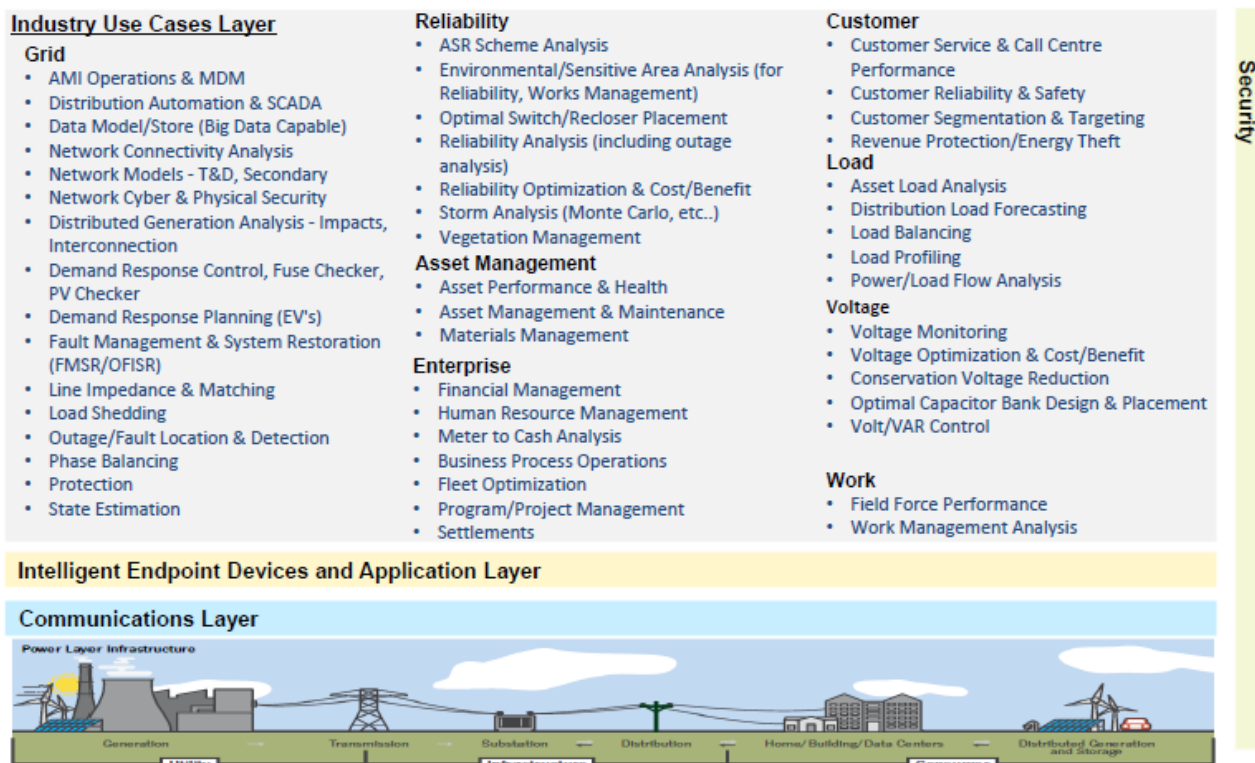 Industry Use Cases Layer
Grid
• AMI Operations & MDM
• Distribution Automation & SCADA
• Data Model/Store (Big Data Capable)
• Network Connectivity Analysis
• Network Models - T&D, Secondary
• Network Cyber & Physical Security
• Distributed Generation Analysis - Impacts,
Interconnection
• Demand Response Control, Fuse Checker,
PV Checker
• Demand Response Planning (EV's)
• Fault Management & System Restoration
(FMSR/OFISR)
• Line Impedance & Matching
• Load Shedding
• Outage/Fault Location & Detection
• Phase Balancing
• Protection
• State Estimation
Reliability
• ASR Scheme Analysis
• Environmental/Sensitive Area Analysis (for
Reliability, Works Management)
• Optimal Switch/Recloser Placement
• Reliability Analysis (including outage
analysis)
• Reliability Optimization & Cost/Benefit
• Storm Analysis (Monte Carlo, etc..)
• Vegetation Management
Asset Management
• Asset Performance & Health
• Asset Management & Maintenance
• Materials Management
Enterprise
• Financial Management
• Human Resource Management
• Meter to Cash Analysis
• Business Process Operations
• Fleet Optimization
• Program/Project Management
• Settlements
Customer
• Customer Service & Call Centre
Performance
• Customer Reliability & Safety
• Customer Segmentation & Targeting
• Revenue Protection/Energy Theft
Load
• Asset Load Analysis
• Distribution Load Forecasting
• Load Balancing
• Load Profiling
• Power/Load Flow Analysis
Voltage
• Voltage Monitoring
• Voltage Optimization & Cost/Benefit
• Conservation Voltage Reduction
• Optimal Capacitor Bank Design & Placement
• Volt/VAR Control
Work
• Field Force Performance
• Work Management Analysis
Security
Intelligent Endpoint Devices and Application Layer
Communications Layer
Power Layer Infrastructure
Generation
Transmission
Substation
Distribution
Home/Building/Data Centers
Distributed Generation
and Storage